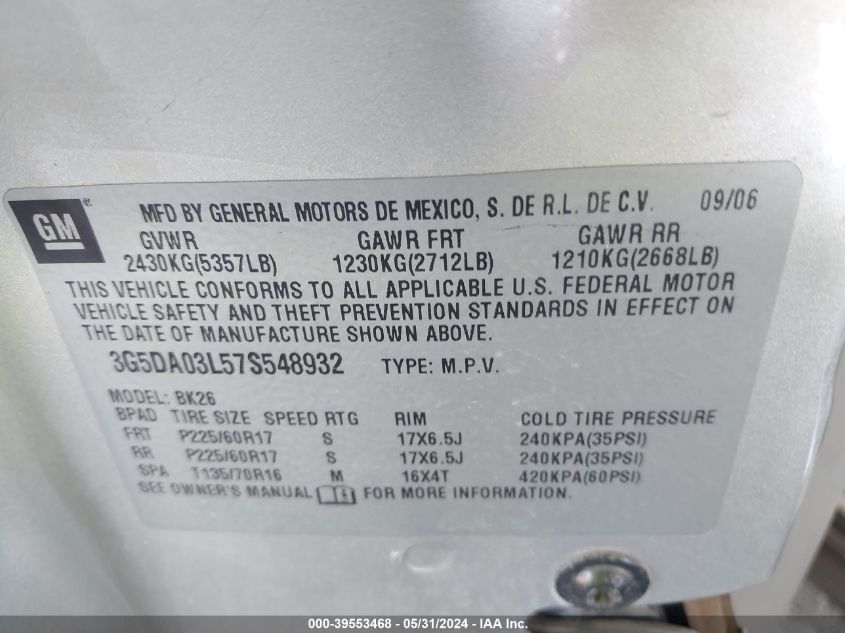 GM ® MFD BY GENERAL MOTORS DE MEXICO, S. DE R.L. DE C.V. 09/06
GVWR GAWR FRT GAWR RR
2430KG(5357LB) 1230KG(2712LB) 1210KG(2668LB)
THIS VEHICLE CONFORMS TO ALL APPLICABLE U.S. FEDERAL MOTOR
VEHICLE SAFETY AND THEFT PREVENTION STANDARDS IN EFFECT ON
THE DATE OF MANUFACTURE SHOWN ABOVE.
3G5DA03L57S548932 TYPE: M.P.V.
MODEL: BK26
BPAD TIRE SIZE SPEED RTG RIM COLD TIRE PRESSURE
FRT P225/60R17 S 17X6.5J 240KPA(35PSI)
RR P225/60R17 S 17X6.5J 240KPA(35PSI)
SPA T135/70R16 M 16X4T 420KPA(60PSI)
SEE OWNER'S MANUAL FOR MORE INFORMATION.
000-39553468 - 05/31/2024 - IAA Inc.